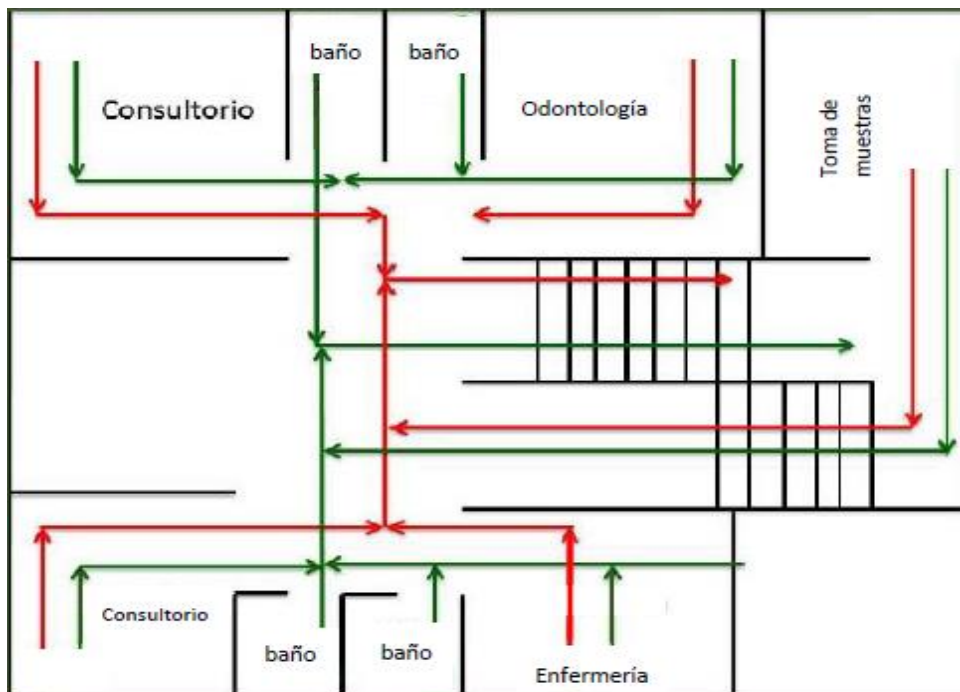 baño
baño
Consultorio
Odontología
Toma de
muestras
Consultorio
baño
baño
Enfermería